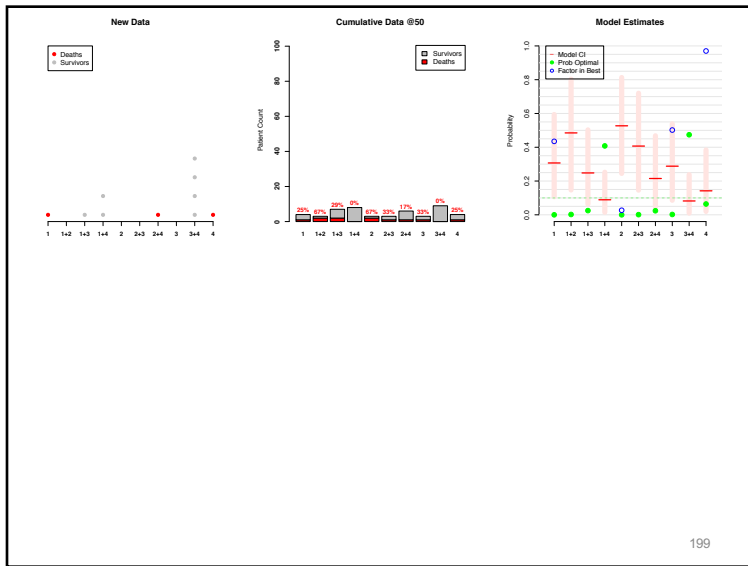 New Data
Deaths
Survivors
1 1+2 1+3 1+4 2 2+3 2+4 3 3+4 4
Cumulative Data @50
Patient Count
100
80
60
40
20
0
Survivors
Deaths
25% 67% 29% 0% 67% 33% 17% 33% 0% 25%
1 1+2 1+3 1+4 2 2+3 2+4 3 3+4 4
Model Estimates
Probability
1.0
0.8
0.6
0.4
0.2
0.0
Model CI
Prob Optimal
Factor in Best
1 1+2 1+3 1+4 2 2+3 2+4 3 3+4 4
199